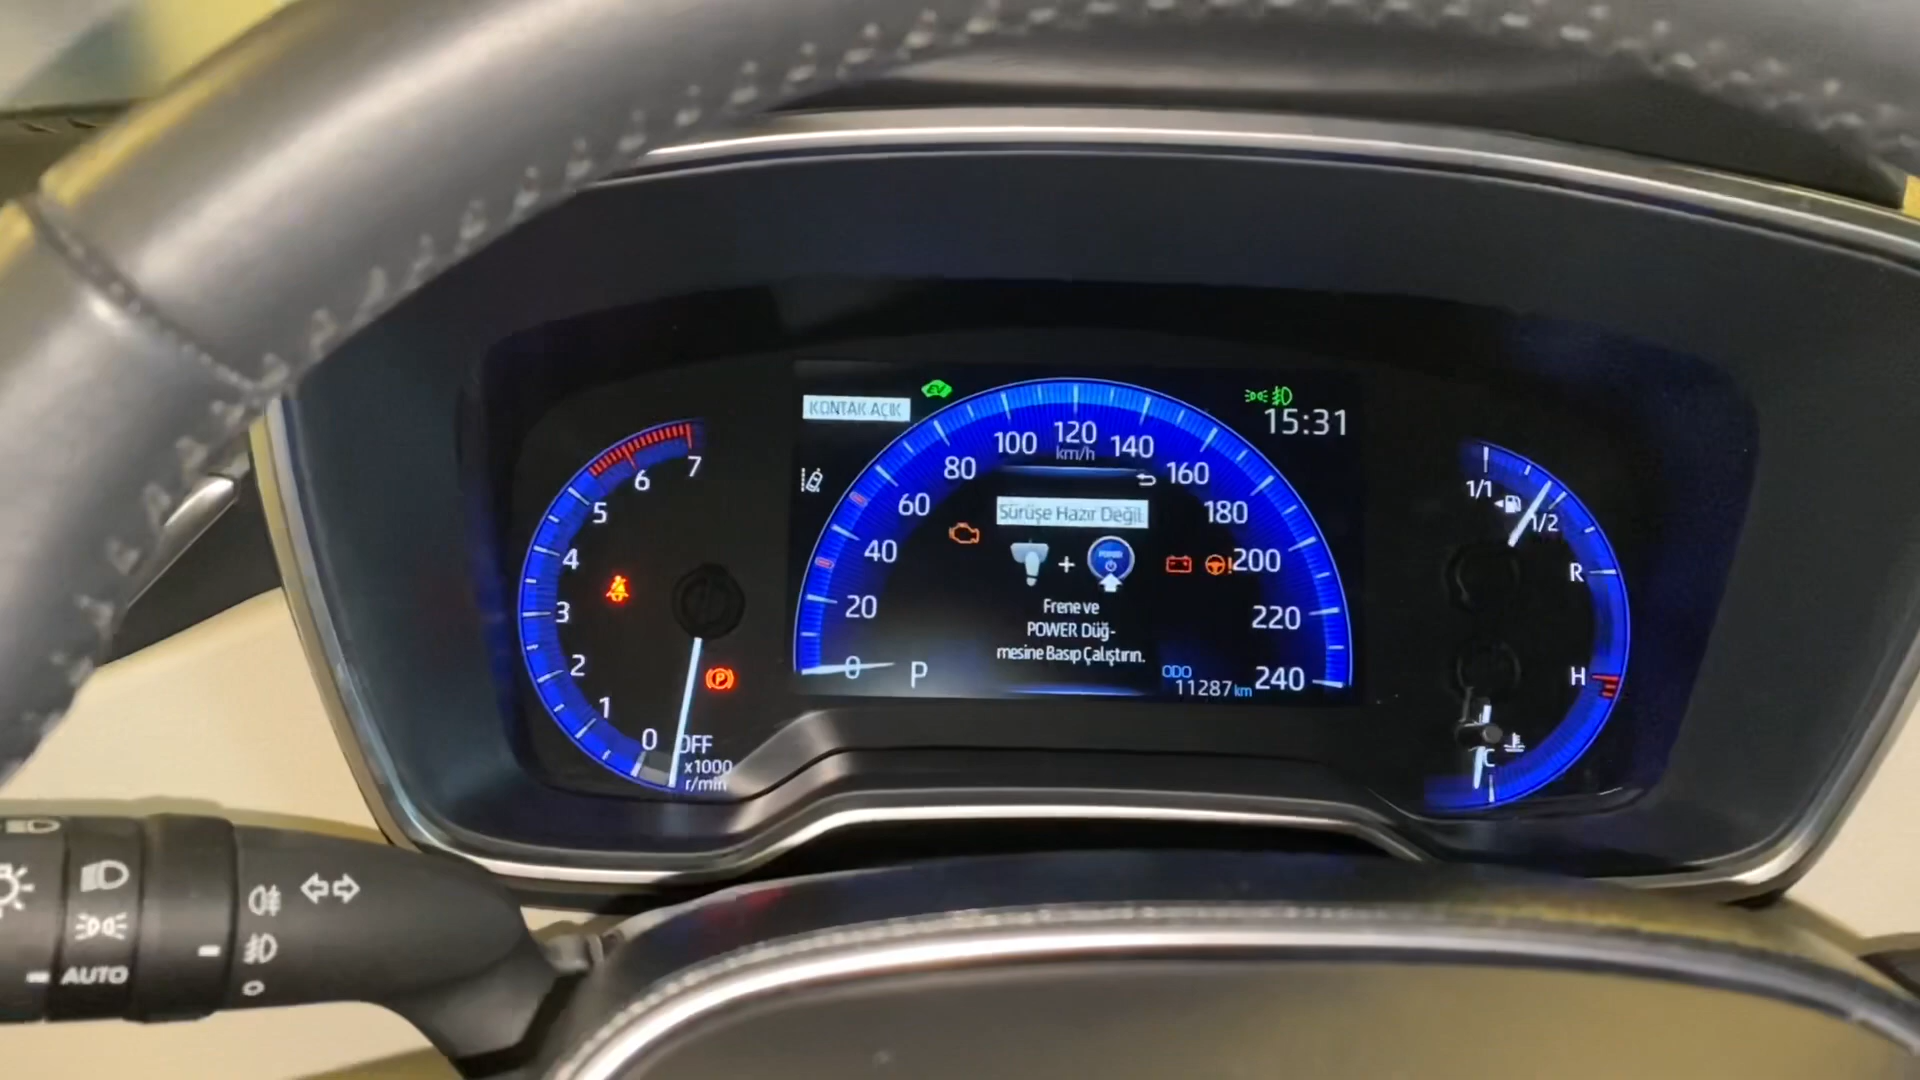 KONTAK AÇIK
EV
15:31
7
6
5
4
3
2
1
0
OFF
x1000
r/min
P
0
20
40
60
80
100
120
km/h
140
160
180
200
220
240
Sürüşe Hazır Değil
+
POWER
Frene ve
POWER Düğ-
mesine Basıp Çalıştırın.
P
ODO
11287 km
1/1
1/2
R
H
C
AUTO